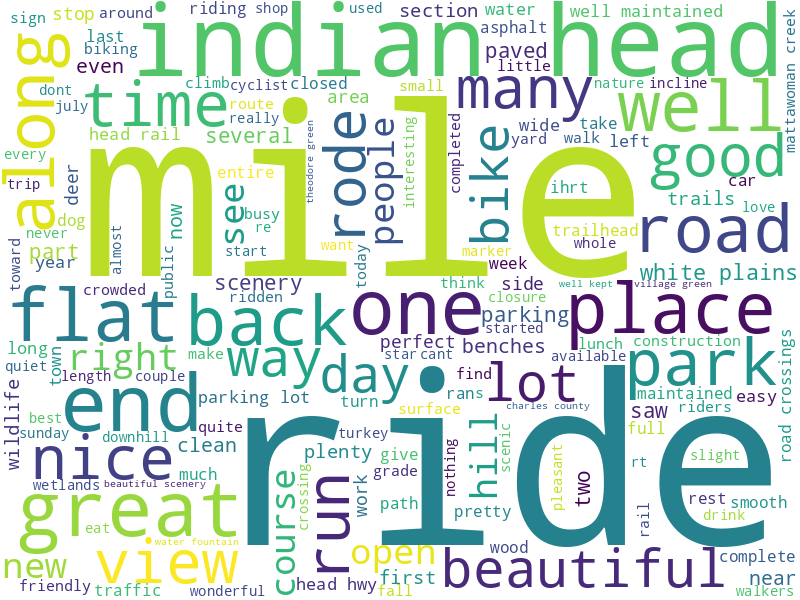 sign
around
riding
shop
used
indian head
well maintained
stop
last
section
water
biking
asphalt
even
paved
little
dont
july
along
time
climb
cyclist
closed
many
nature
incline
mattawoman creek
route
really
area
small
well
head rail
several
rode
people
bike
completed
wide
take
yard
walk
left
every
trip
deer
theodore green
interesting
good
entire
mile
ihrt
car
trails
love
dog
never
part
now
see
busy
re
start
want
trailhead
whole
road
marker
toward
year
almost
public
today
week
side
white plains
crowded
scenery
ridden
think
closure
well kept
village green
flat
back
one
parking
started
place
long
quiet
town
right
make
way
perfect
star
cant
benches
lunch
construction
available
park
road crossings
length
couple
day
rans
find
lot
maintained
easy
wildlife
best
end
parking lot
turn
surface
charles county
saw
riders
sunday
downhill
quite
ride
hill
scenic
full
nice
clean
plenty
turkey
give
grade
nothing
pleasant
two
rt
slight
much
wetlands
beautiful scenery
course
crossing
run
work
path
pretty
rail
rest
smooth
drink
great
eat
water fountain
new
view
open
wood
beautiful
complete
first
near
friendly
traffic
wonderful
head hwy
fall
walkers